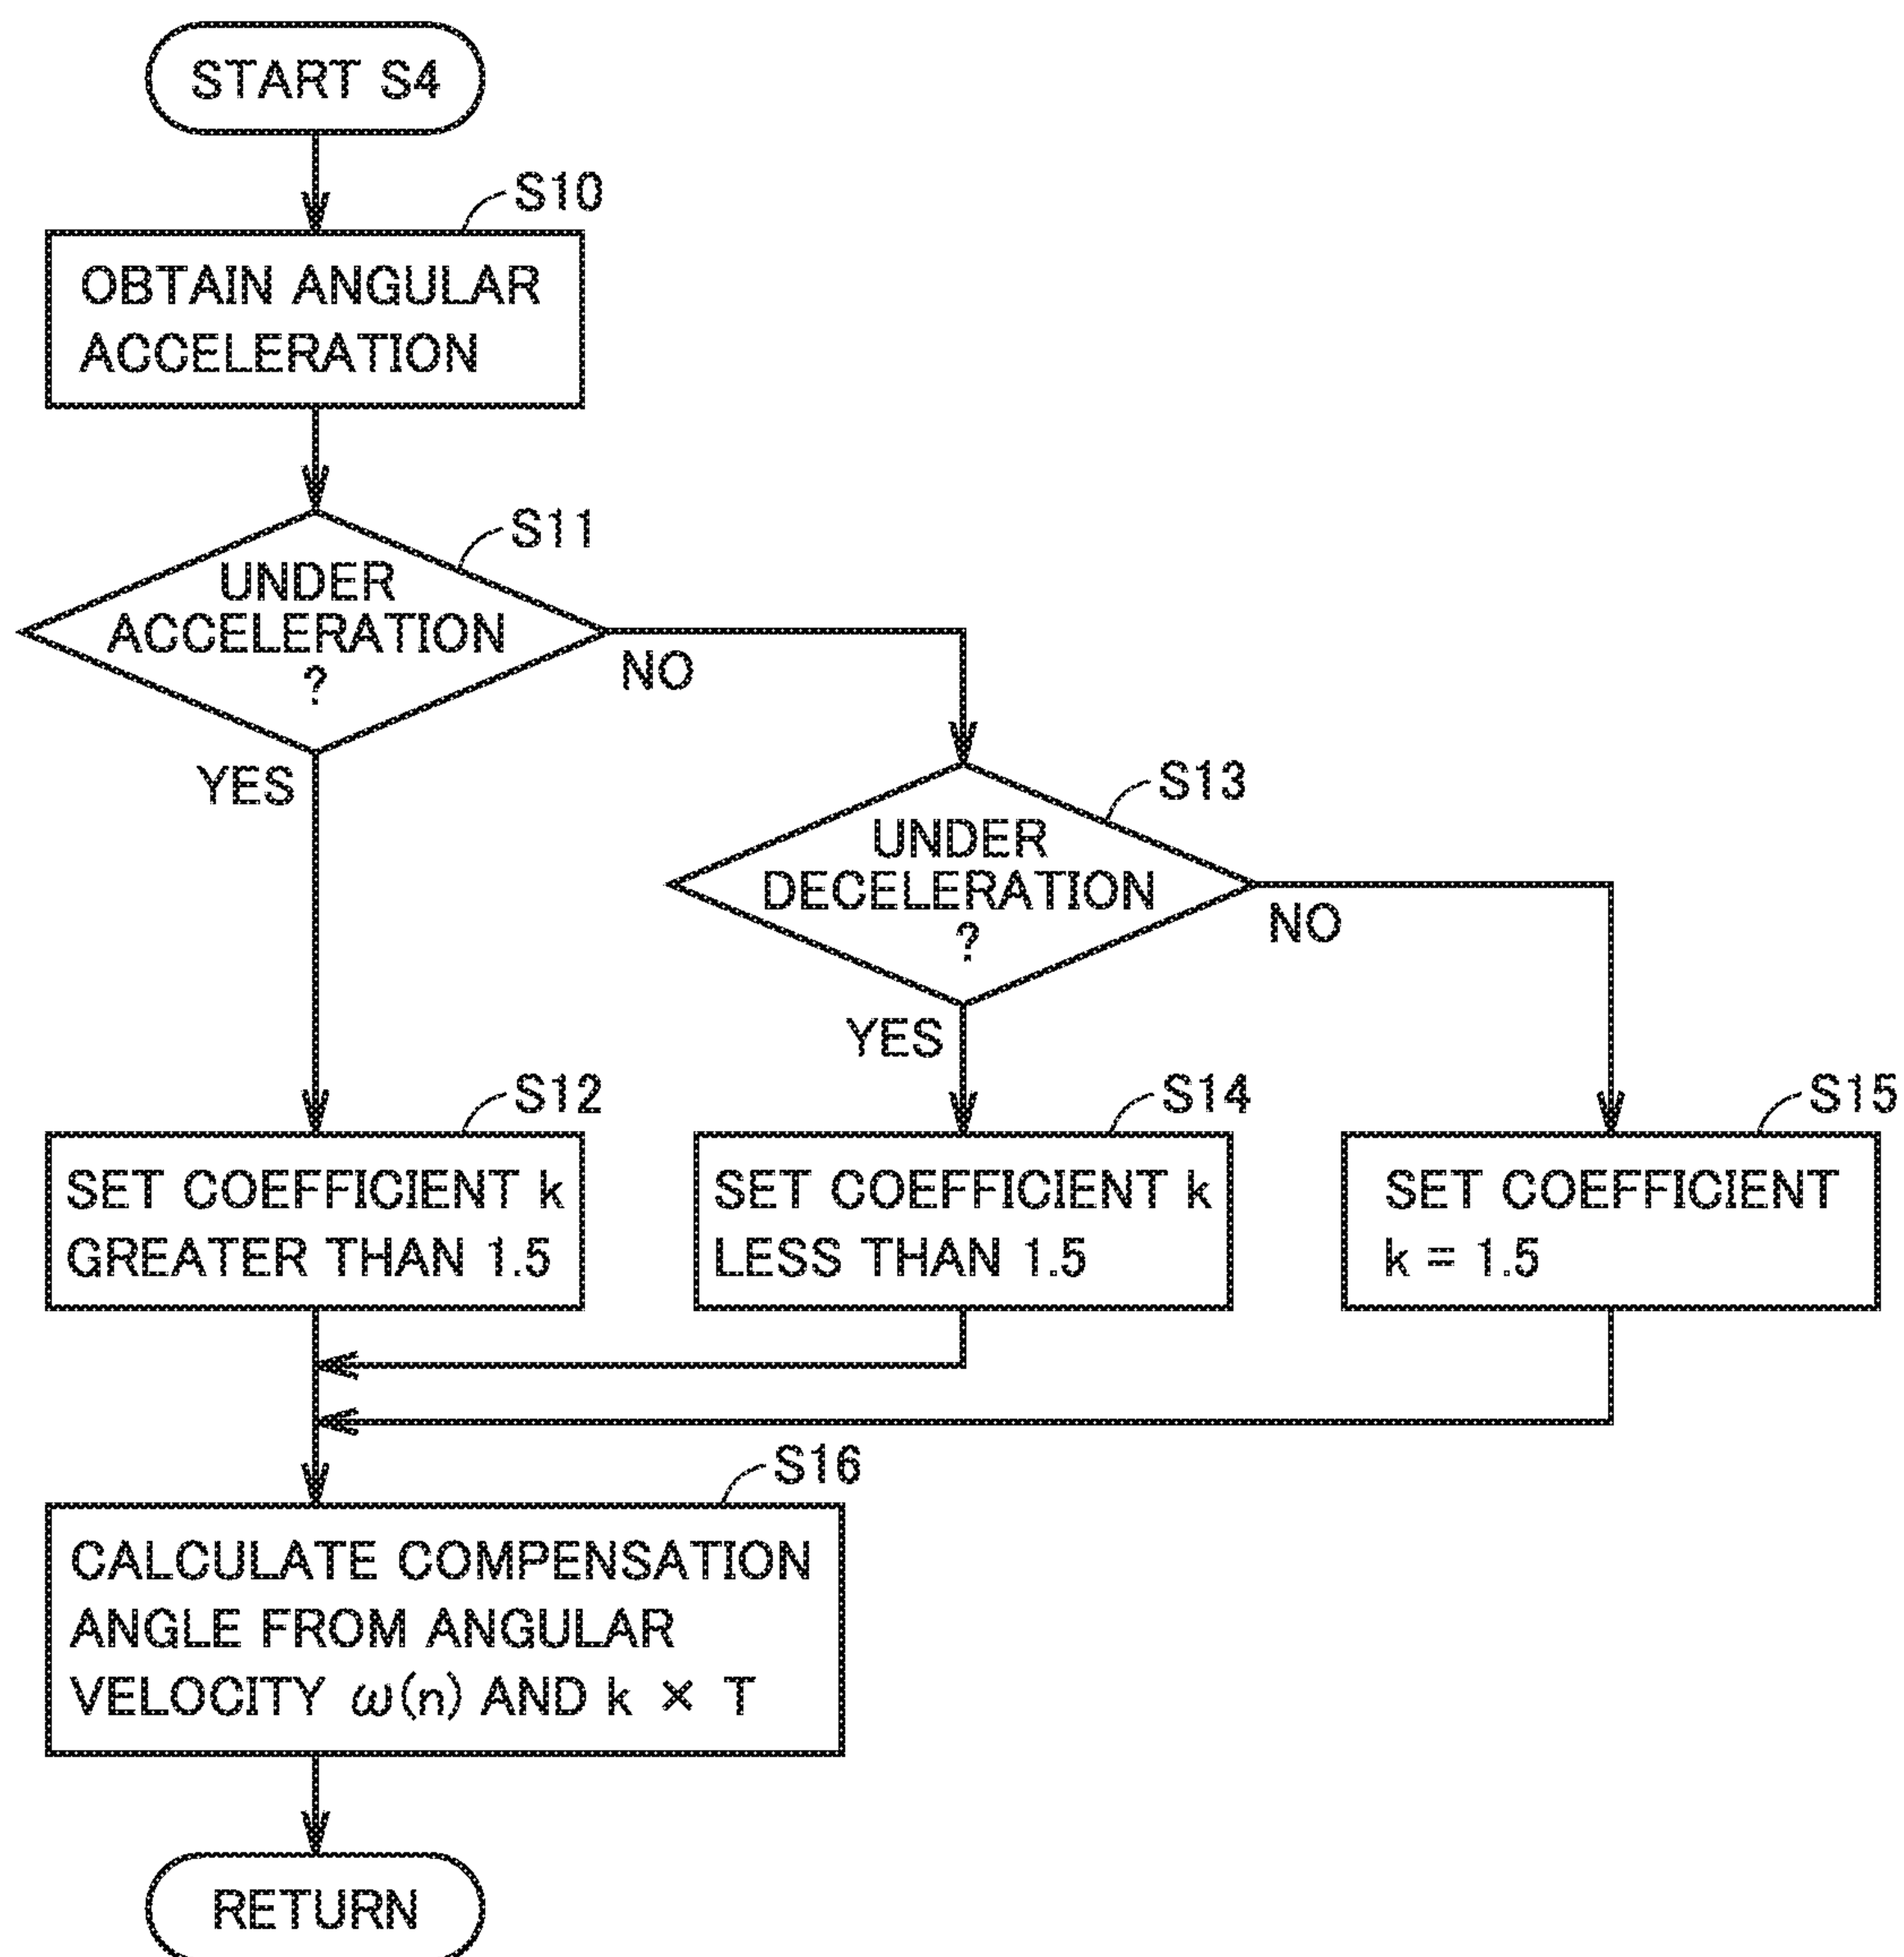 START S4
S10
OBTAIN ANGULAR
ACCELERATION
S11
UNDER
ACCELERATION
?
NO
YES
S13
UNDER
DECELERATION
?
NO
YES
S12
SET COEFFICIENT k
GREATER THAN 1.5
S14
SET COEFFICIENT k
LESS THAN 1.5
S15
SET COEFFICIENT
k = 1.5
S16
CALCULATE COMPENSATION
ANGLE FROM ANGULAR
VELOCITY ω(n) AND k × T
RETURN